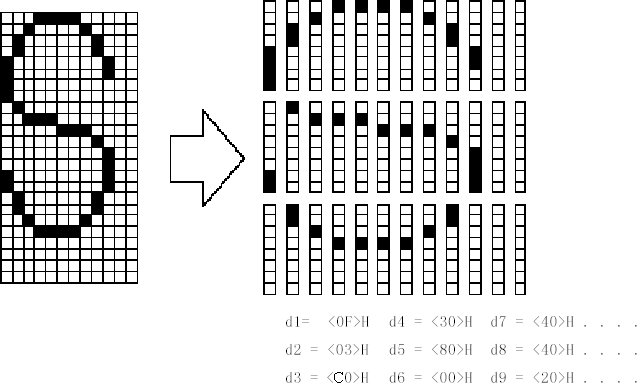 d1= <0F>H d4 = <30>H d7 = <40>H . . . .
d2 = <03>H d5 = <80>H d8 = <40>H . . . .
d3 = <C0>H d6 = <00>H d9 = <20>H . . . .